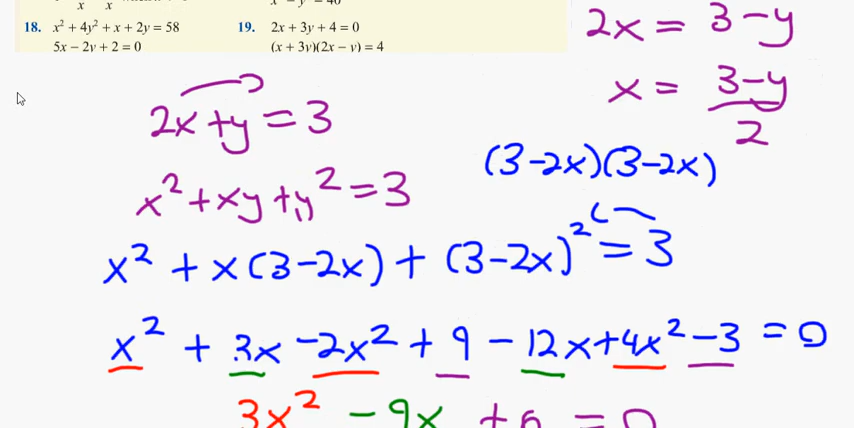 18. x² + 4y² + x + 2y = 58
5x − 2y + 2 = 0
19. 2x + 3y + 4 = 0
(x + 3y)(2x − y) = 4
2x = 3-y
x = 3-y
2
2x+y=3
x²+xy+y²=3
(3-2x)(3-2x)
x² + x(3-2x) + (3-2x)² = 3
x² + 3x -2x² + 9 - 12x+4x²-3 = 0
3x² - 9x + 6 = 0